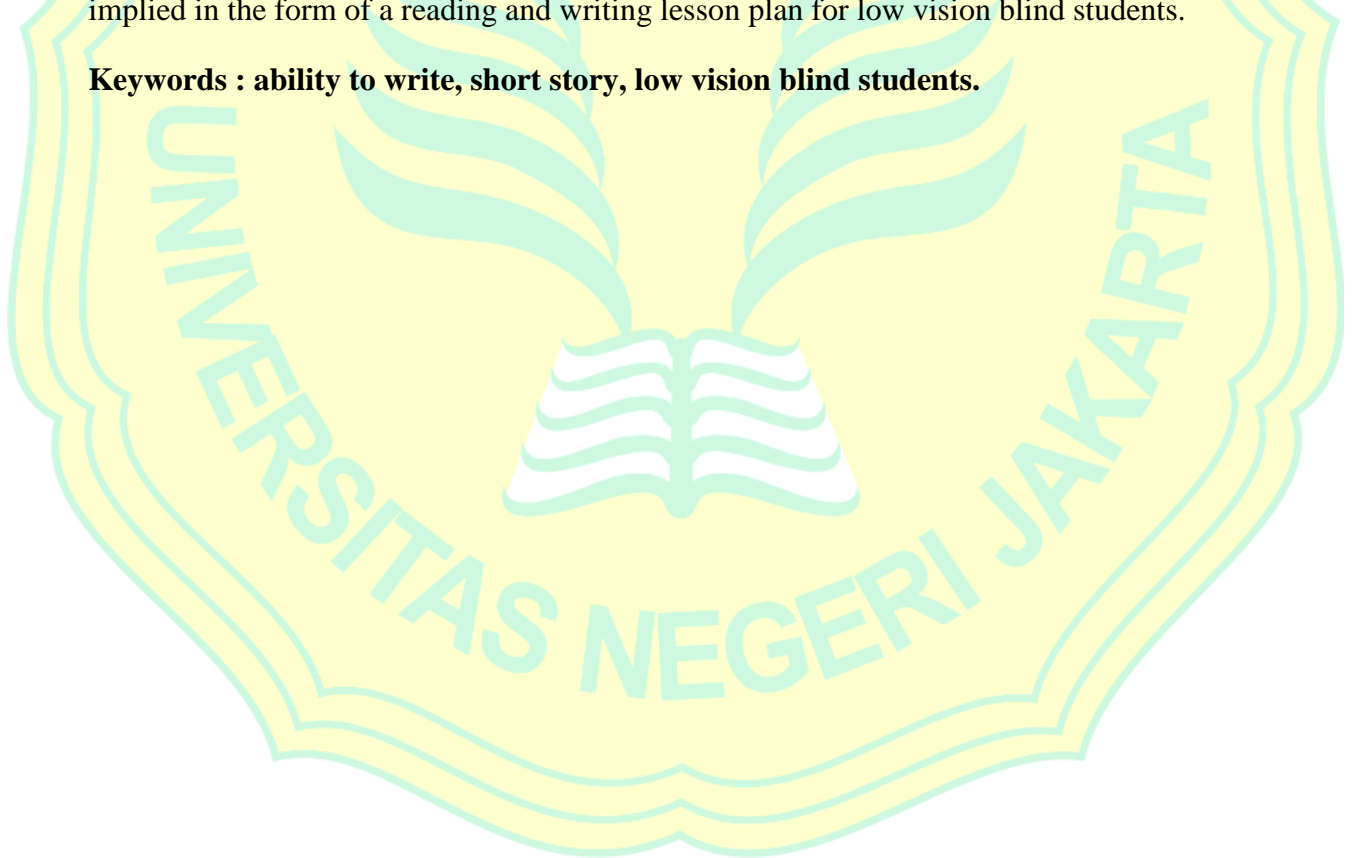 implied in the form of a reading and writing lesson plan for low vision blind students.
Keywords : ability to write, short story, low vision blind students.
UNIVERSITAS NEGERI JAKARTA